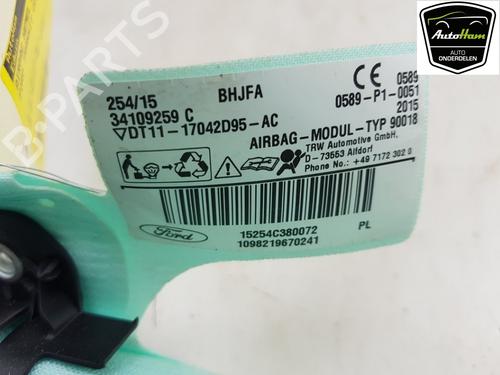 AutoHam
AUTO
ONDERDELEN
B-PARTS
254/15
BHJFA
34109259 C
DT11-17042D95-AC
CE 0589
0589-P1-0051
2015
AIRBAG-MODUL-TYP 90018
TRW Automotive GmbH.
D-73553 Alfdorf
Phone No.: +49 7172 302 0
Ford
15254C380072
PL
1098219670241